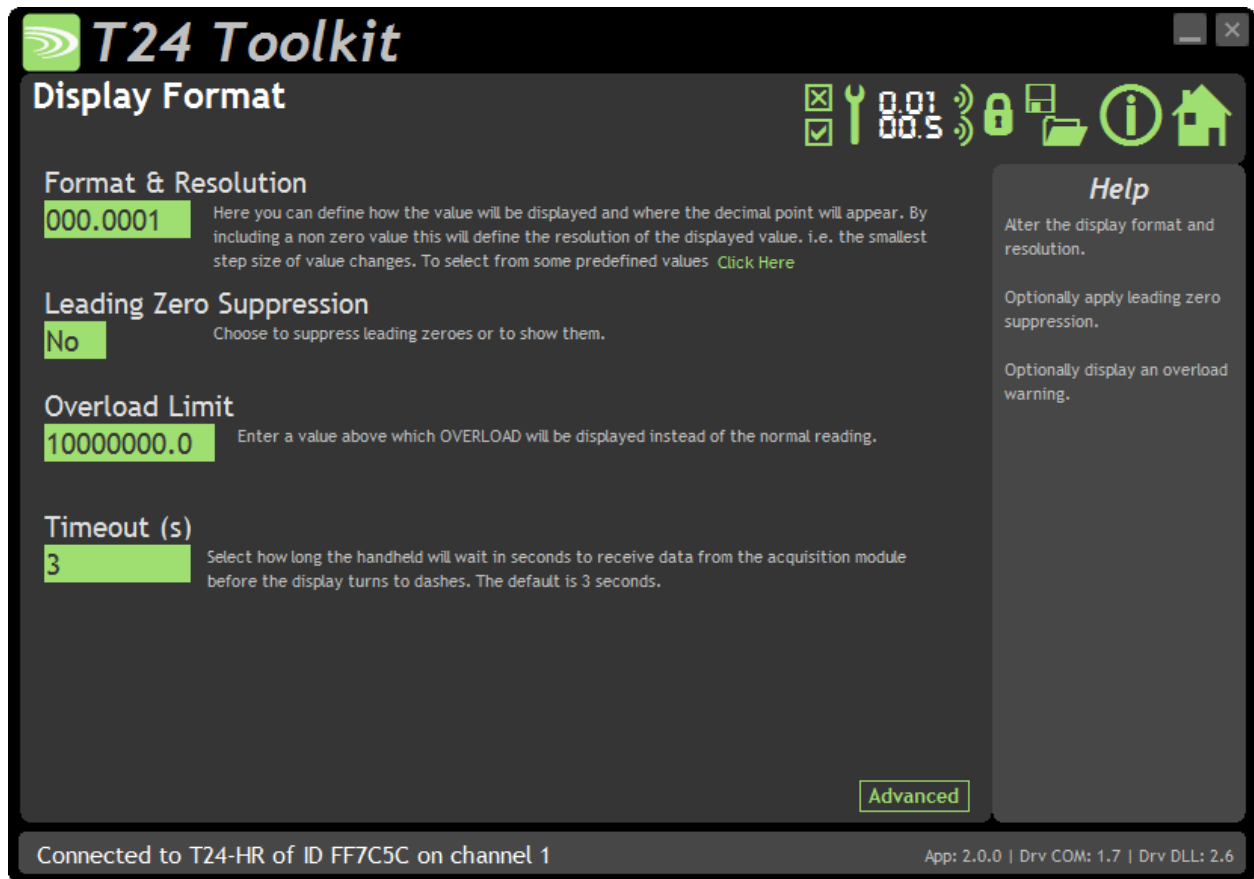 T24 Toolkit
Display Format
0.01
00.5
Format & Resolution
000.0001
Here you can define how the value will be displayed and where the decimal point will appear. By
including a non zero value this will define the resolution of the displayed value. i.e. the smallest
step size of value changes. To select from some predefined values Click Here
Leading Zero Suppression
No
Choose to suppress leading zeroes or to show them.
Overload Limit
10000000.0
Enter a value above which OVERLOAD will be displayed instead of the normal reading.
Timeout (s)
3
Select how long the handheld will wait in seconds to receive data from the acquisition module
before the display turns to dashes. The default is 3 seconds.
Advanced
Help
Alter the display format and
resolution.
Optionally apply leading zero
suppression.
Optionally display an overload
warning.
Connected to T24-HR of ID FF7C5C on channel 1
App: 2.0.0 | Drv COM: 1.7 | Drv DLL: 2.6